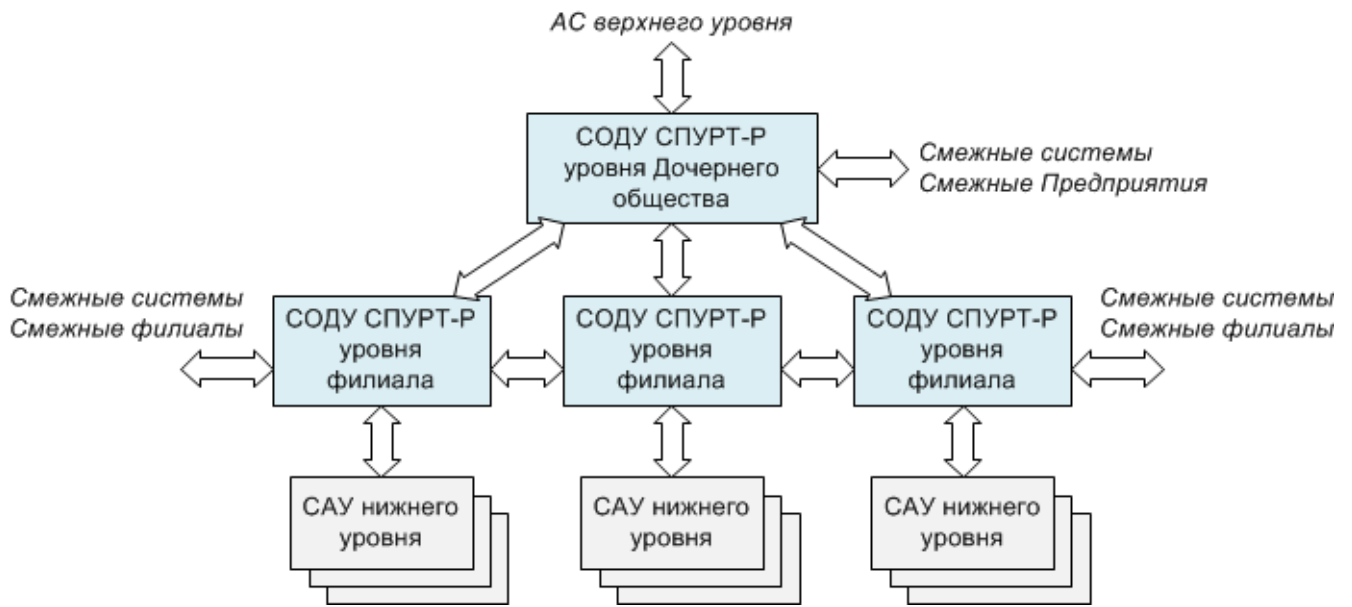 АС верхнего уровня
СОДУ СПУРТ-Р
уровня Дочернего
общества
Смежные системы
Смежные Предприятия
Смежные системы
Смежные филиалы
СОДУ СПУРТ-Р
уровня
филиала
СОДУ СПУРТ-Р
уровня
филиала
СОДУ СПУРТ-Р
уровня
филиала
Смежные системы
Смежные филиалы
САУ нижнего
уровня
САУ нижнего
уровня
САУ нижнего
уровня